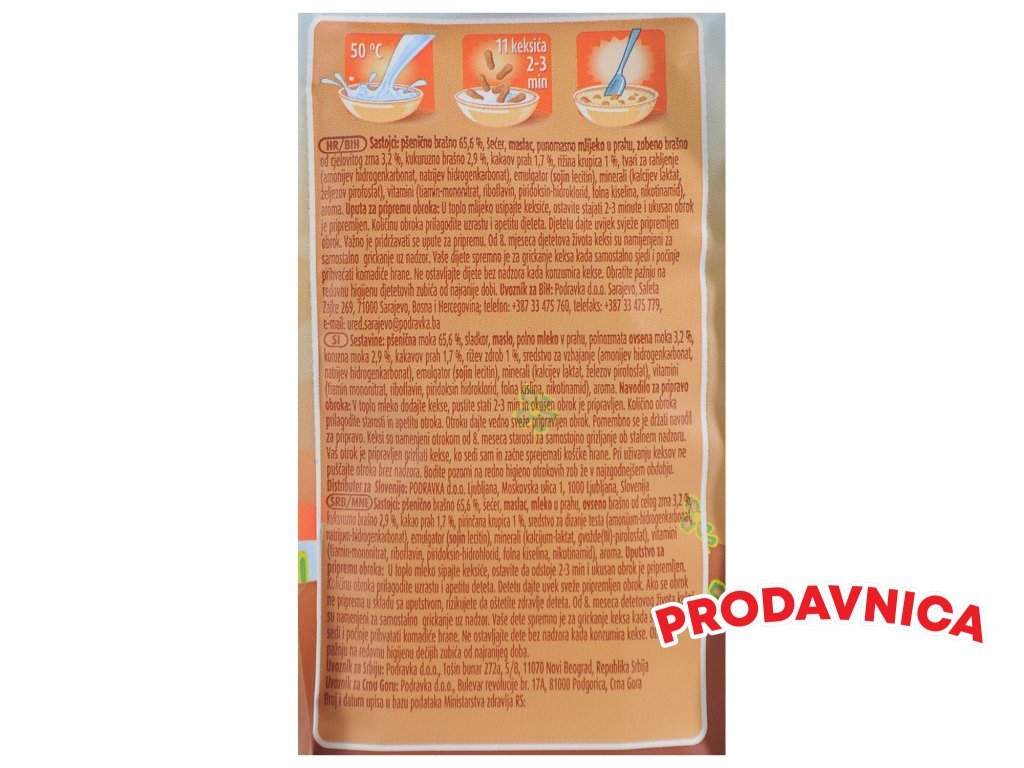 50 °C
11 keksića
2-3
min
HR/BIH Sastojci: pšenično brašno 65,6 %, šećer, maslac, punomasno mlijeko u prahu, zobeno brašno
od cjelovitog zrna 3,2 %, kukuruzno brašno 2,9 %, kakaov prah 1,7 %, rižina krupica 1 %, tvari za rahljenje
(amonijev hidrogenkarbonat, natrijev hidrogenkarbonat), emulgator (sojin lecitin), minerali (kalcijev laktat,
željezov pirofosfat), vitamini (tiamin-mononitrat, riboflavin, piridoksin-hidroklorid, folna kiselina, nikotinamid),
aroma. Uputa za pripremu obroka: U toplo mlijeko usipajte keksiće, ostavite stajati 2-3 minute i ukusan obrok
je pripremljen. Količinu obroka prilagodite uzrastu i apetitu djeteta. Djetetu dajte uvijek svježe pripremljen
obrok. Važno je pridržavati se upute za pripremu. Od 8. mjeseca djetetova života keksi su namijenjeni za
samostalno grickanje uz nadzor. Vaše dijete spremno je za grickanje keksa kada samostalno sjedi i počinje
prihvaćati komadiće hrane. Ne ostavljajte dijete bez nadzora kada konzumira kekse. Obratite pažnju na
redovnu higijenu djetetovih zubića od najranije dobi. Uvoznik za BiH: Podravka d.o.o. Sarajevo, Safeta
Zajke 269, 71000 Sarajevo, Bosna i Hercegovina; telefon: +387 33 475 760, telefaks: +387 33 475 779,
e-mail: ured.sarajevo@podravka.ba
SI Sestavine: pšenična moka 65,6 %, sladkor, maslo, polno mleko v prahu, polnozrnata ovsena moka 3,2 %,
koruzna moka 2,9 %, kakavov prah 1,7 %, rižev zdrob 1 %, sredstvo za vzhajanje (amonijev hidrogenkarbonat,
natrijev hidrogenkarbonat), emulgator (sojin lecitin), minerali (kalcijev laktat, železov pirofosfat), vitamini
(tiamin mononitrat, riboflavin, piridoksin hidroklorid, folna kislina, nikotinamid), aroma. Navodilo za pripravo
obroka: V toplo mleko dodajte kekse, pustite stati 2-3 min in okusen obrok je pripravljen. Količino obroka
prilagodite starosti in apetitu otroka. Otroku dajte vedno sveže pripravljen obrok. Pomembno se je držati navodil
za pripravo. Keksi so namenjeni otrokom od 8. meseca starosti za samostojno grizljanje ob stalnem nadzoru.
Vaš otrok je pripravljen grizljati kekse, ko sedi sam in začne sprejemati koščke hrane. Pri uživanju keksov ne
puščajte otroka brez nadzora. Bodite pozorni na redno higieno otrokovih zob že v najzgodnejšem obdobju.
Distributer za Slovenijo: PODRAVKA d.o.o. Ljubljana, Moskovska ulica 1, 1000 Ljubljana, Slovenija
SRB/MNE Sastojci: pšenično brašno 65,6 %, šećer, maslac, mleko u prahu, ovseno brašno od celog zrna 3,2 %,
kukuruzno brašno 2,9 %, kakao prah 1,7 %, pirinčana krupica 1 %, sredstvo za dizanje testa (amonijum-hidrogenkarbonat,
natrijum-hidrogenkarbonat), emulgator (sojin lecitin), minerali (kalcijum-laktat, gvožđe(III)-pirofosfat), vitamini
(tiamin-mononitrat, riboflavin, piridoksin-hidrohlorid, folna kiselina, nikotinamid), aroma. Uputstvo za
pripremu obroka: U toplo mleko sipajte keksiće, ostavite da odstoje 2-3 min i ukusan obrok je pripremljen.
Količinu obroka prilagodite uzrastu i apetitu deteta. Detetu dajte uvek sveže pripremljen obrok. Ako se obrok
ne priprema u skladu sa uputstvom, rizikujete da oštetite zdravlje deteta. Od 8. meseca detetovog života
su namenjeni za samostalno grickanje uz nadzor. Vaše dete spremno je za grickanje keksa kada
sedi i počinje prihvatati komadiće hrane. Ne ostavljajte dete bez nadzora kada konzumira kekse.
pažnju na redovnu higijenu dečijih zubića od najranijeg doba.
Uvoznik za Srbiju: Podravka d.o.o., Tošin bunar 272a, 5/8, 11070 Novi Beograd, Republika Srbija
Uvoznik za Crnu Goru: Podravka d.o.o., Bulevar revolucije br. 17A, 81000 Podgorica, Crna Gora
Broj i datum upisa u bazu podataka Ministarstva zdravlja RS:
PRODAVNICA